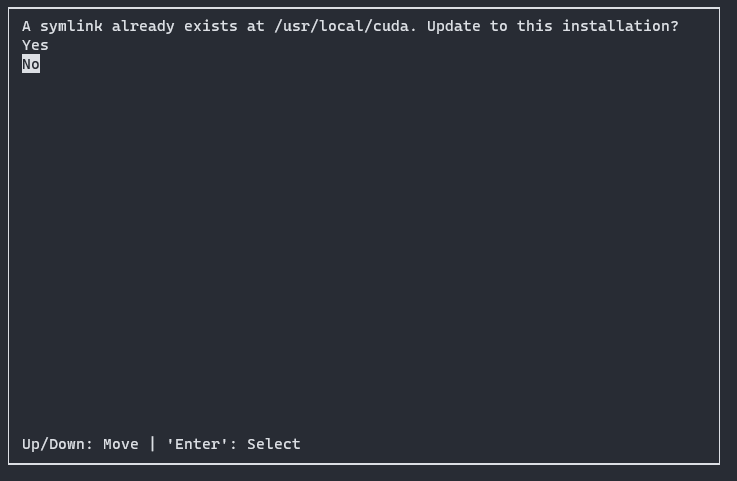 A symlink already exists at /usr/local/cuda. Update to this installation?
Yes
No
Up/Down: Move | 'Enter': Select